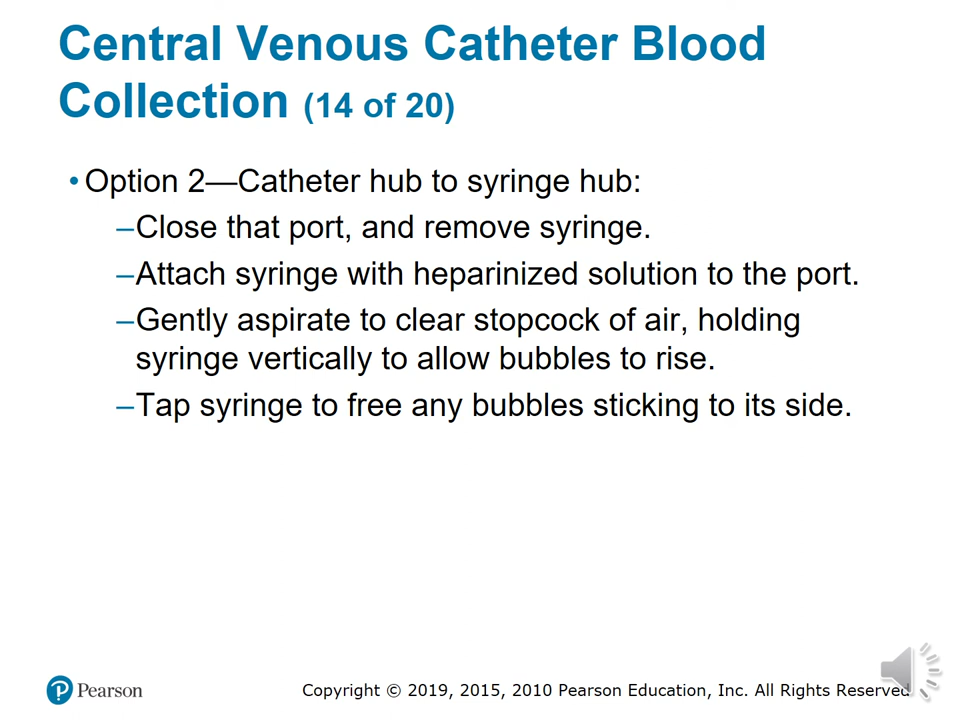 Central Venous Catheter Blood
Collection (14 of 20)
• Option 2—Catheter hub to syringe hub:
–Close that port, and remove syringe.
–Attach syringe with heparinized solution to the port.
–Gently aspirate to clear stopcock of air, holding
syringe vertically to allow bubbles to rise.
–Tap syringe to free any bubbles sticking to its side.
P Pearson
Copyright © 2019, 2015, 2010 Pearson Education, Inc. All Rights Reserved